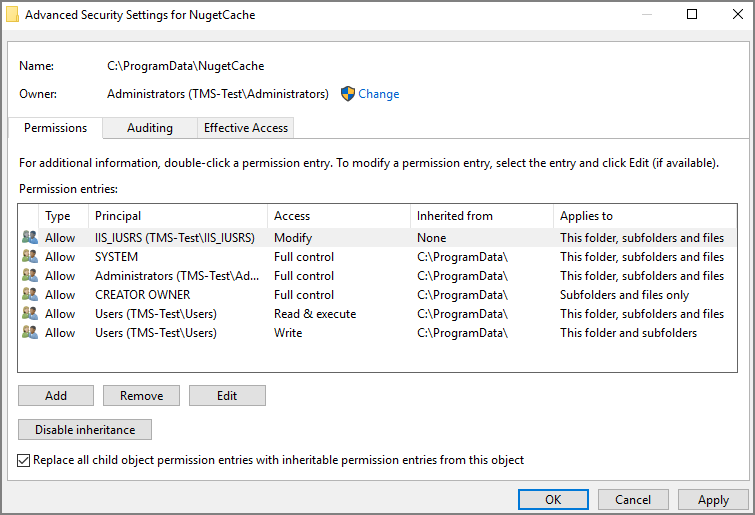 Advanced Security Settings for NugetCache
Name: C:\ProgramData\NugetCache
Owner: Administrators (TMS-Test\Administrators) Change
Permissions Auditing Effective Access
For additional information, double-click a permission entry. To modify a permission entry, select the entry and click Edit (if available).
Permission entries:
Type Principal Access Inherited from Applies to
Allow IIS_IUSRS (TMS-Test\IIS_IUSRS) Modify None This folder, subfolders and files
Allow SYSTEM Full control C:\ProgramData\ This folder, subfolders and files
Allow Administrators (TMS-Test\Ad... Full control C:\ProgramData\ This folder, subfolders and files
Allow CREATOR OWNER Full control C:\ProgramData\ Subfolders and files only
Allow Users (TMS-Test\Users) Read & execute C:\ProgramData\ This folder, subfolders and files
Allow Users (TMS-Test\Users) Write C:\ProgramData\ This folder and subfolders
Add Remove Edit
Disable inheritance
Replace all child object permission entries with inheritable permission entries from this object
OK Cancel Apply